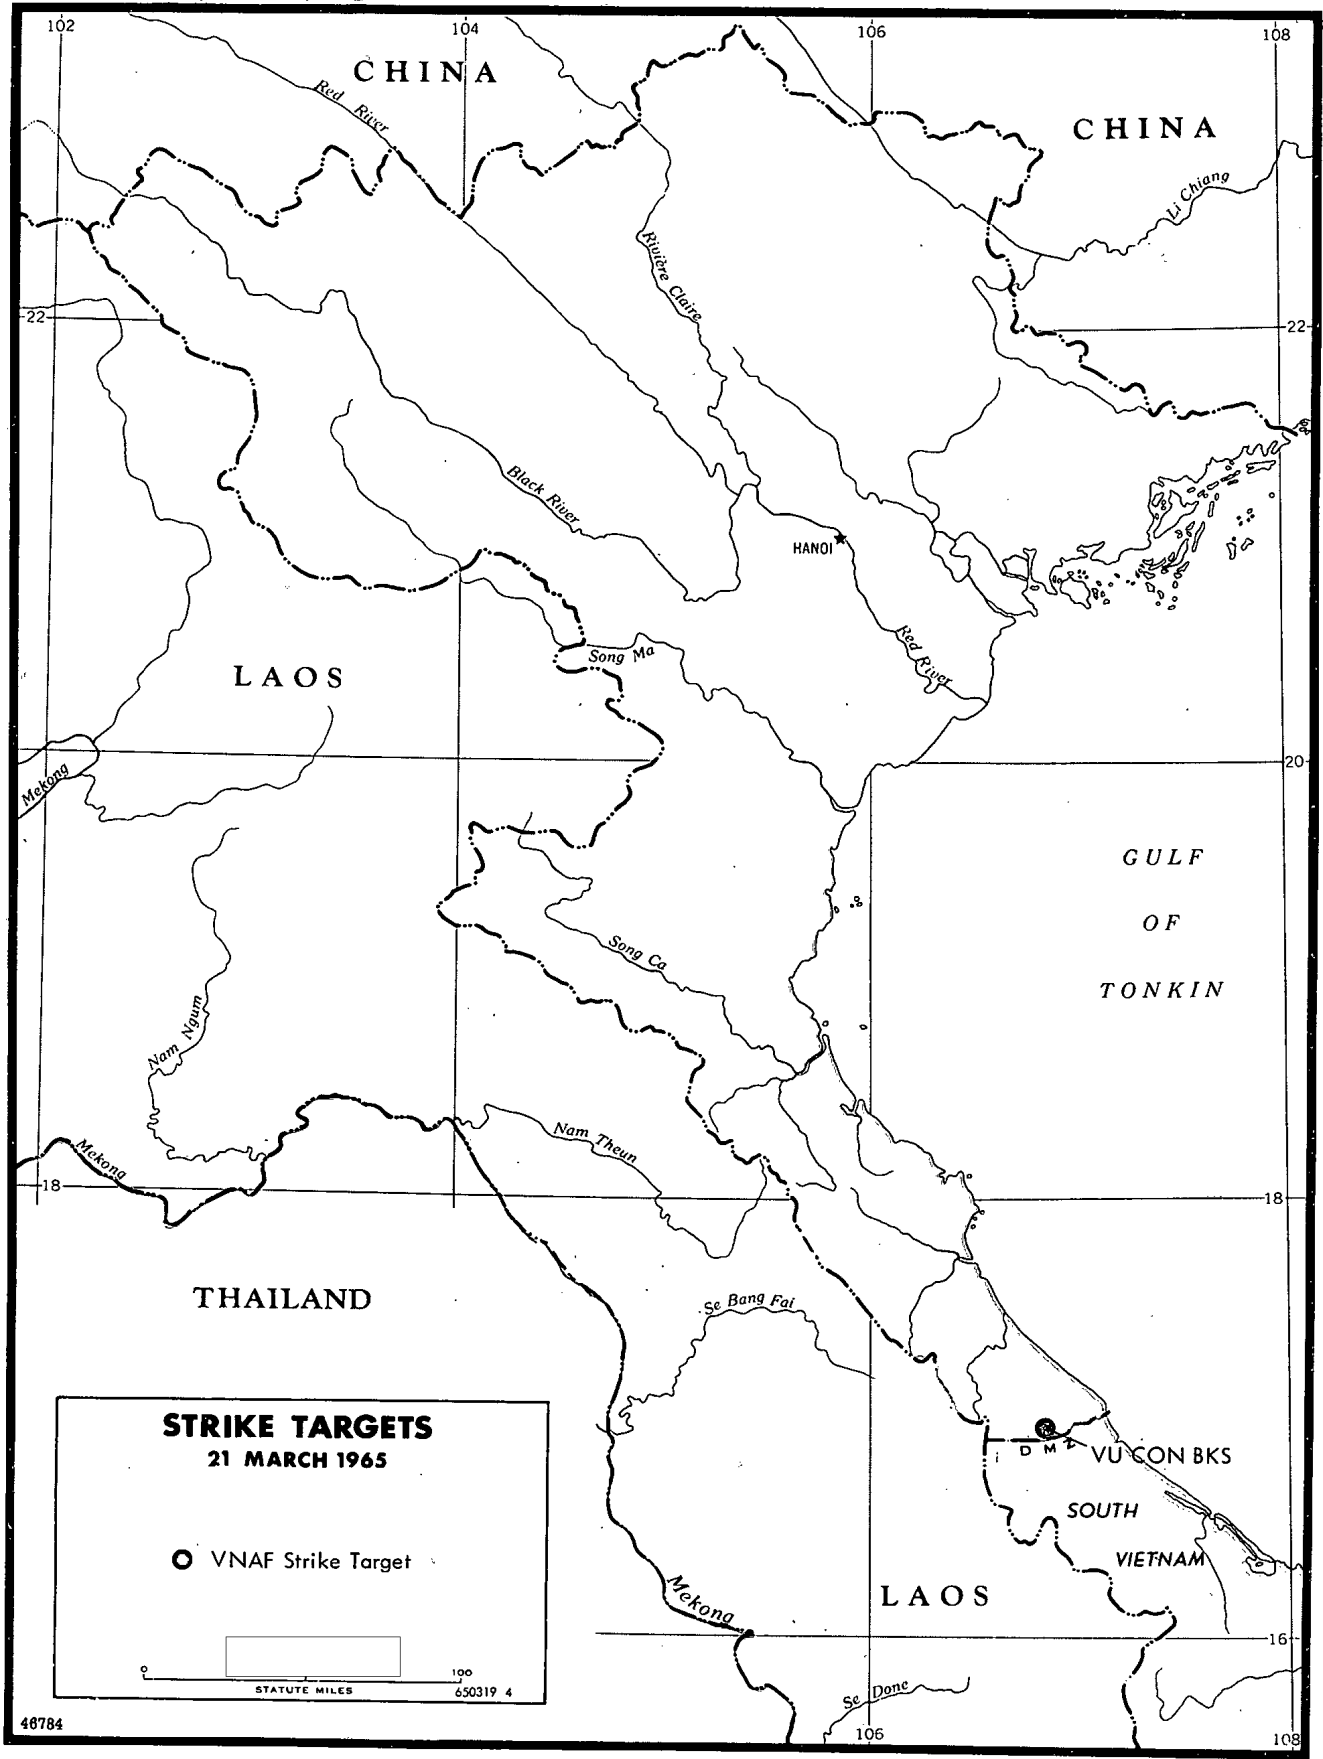 102
104
106
108
CHINA
Red River
CHINA
Li Chiang
Rivière Claire
22
22
Black River
HANOI
Red River
Song Ma
LAOS
Mekong
20
GULF
OF
TONKIN
Song Ca
Nam Ngum
Nam Theun
Mekong
18
18
THAILAND
Se Bang Fai
STRIKE TARGETS
21 MARCH 1965
VNAF Strike Target
0
100
STATUTE MILES
650319 4
D M Z
VU CON BKS
SOUTH
VIETNAM
LAOS
Mekong
16
Se Done
46784
106
108